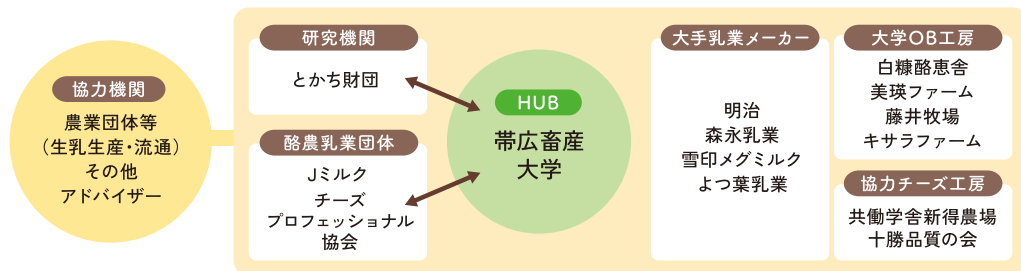 協力機関
農業団体等
（生乳生産・流通）
その他
アドバイザー
研究機関
とかち財団
酪農乳業団体
Jミルク
チーズ
プロフェッショナル
協会
HUB
帯広畜産
大学
大手乳業メーカー
明治
森永乳業
雪印メグミルク
よつ葉乳業
大学OB工房
白糠酪恵舎
美瑛ファーム
藤井牧場
キサラファーム
協力チーズ工房
共働学舎新得農場
十勝品質の会